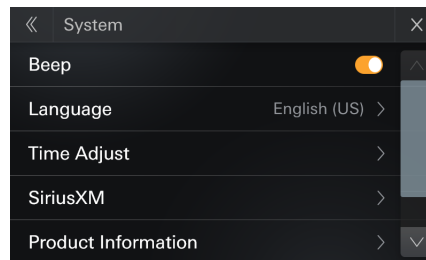 System
Beep
Language English (US)
Time Adjust
SiriusXM
Product Information